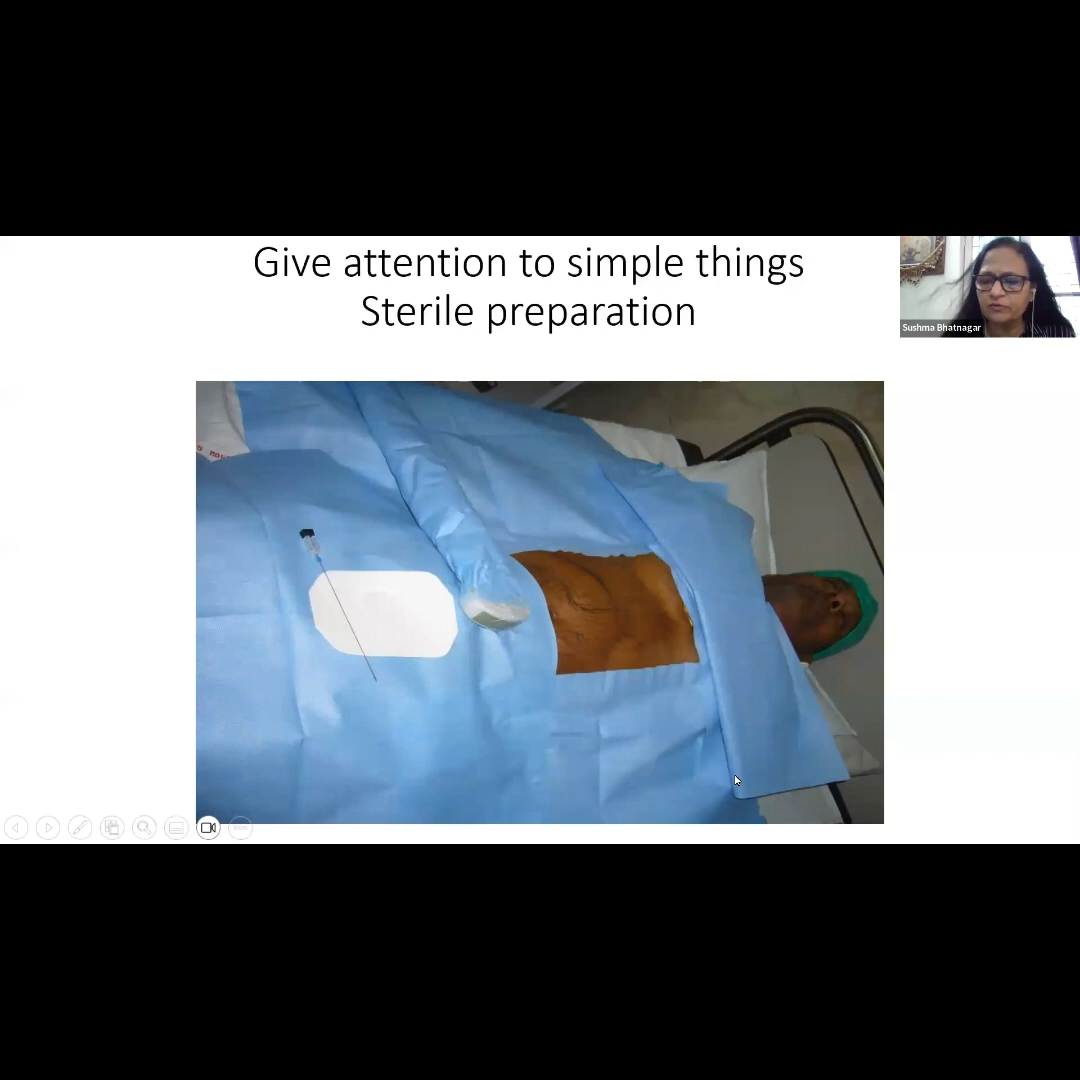 Give attention to simple things
Sterile preparation
Sushma Bhatnagar